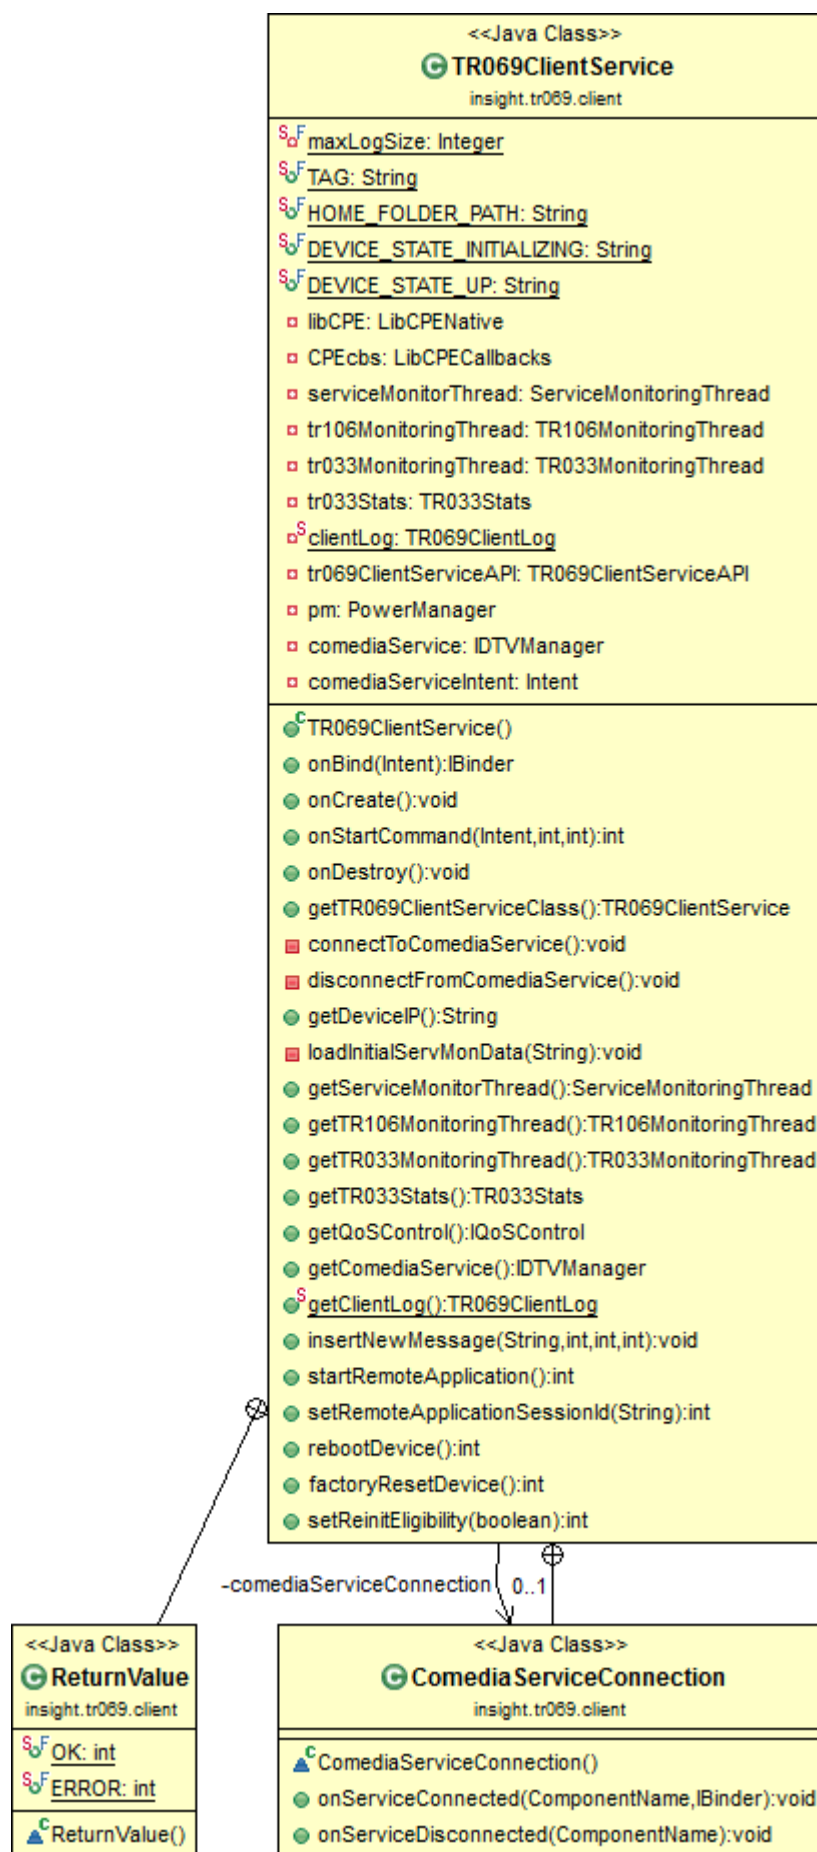 <<Java Class>>
TR069ClientService
insight.tr069.client
maxLogSize: Integer
TAG: String
HOME_FOLDER_PATH: String
DEVICE_STATE_INITIALIZING: String
DEVICE_STATE_UP: String
libCPE: LibCPENative
CPEcbs: LibCPECallbacks
serviceMonitorThread: ServiceMonitoringThread
tr106MonitoringThread: TR106MonitoringThread
tr033MonitoringThread: TR033MonitoringThread
tr033Stats: TR033Stats
clientLog: TR069ClientLog
tr069ClientServiceAPI: TR069ClientServiceAPI
pm: PowerManager
comediaService: IDTVManager
comediaServiceIntent: Intent
TR069ClientService()
onBind(Intent):IBinder
onCreate():void
onStartCommand(Intent,int,int):int
onDestroy():void
getTR069ClientServiceClass():TR069ClientService
connectToComediaService():void
disconnectFromComediaService():void
getDeviceIP():String
loadInitialServMonData(String):void
getServiceMonitorThread():ServiceMonitoringThread
getTR106MonitoringThread():TR106MonitoringThread
getTR033MonitoringThread():TR033MonitoringThread
getTR033Stats():TR033Stats
getQoSControl():IQoSControl
getComediaService():IDTVManager
getClientLog():TR069ClientLog
insertNewMessage(String,int,int,int):void
startRemoteApplication():int
setRemoteApplicationSessionId(String):int
rebootDevice():int
factoryResetDevice():int
setReinitEligibility(boolean):int
-comediaServiceConnection 0..1
<<Java Class>>
ReturnValue
insight.tr069.client
OK: int
ERROR: int
ReturnValue()
<<Java Class>>
ComediaServiceConnection
insight.tr069.client
ComediaServiceConnection()
onServiceConnected(ComponentName,IBinder):void
onServiceDisconnected(ComponentName):void